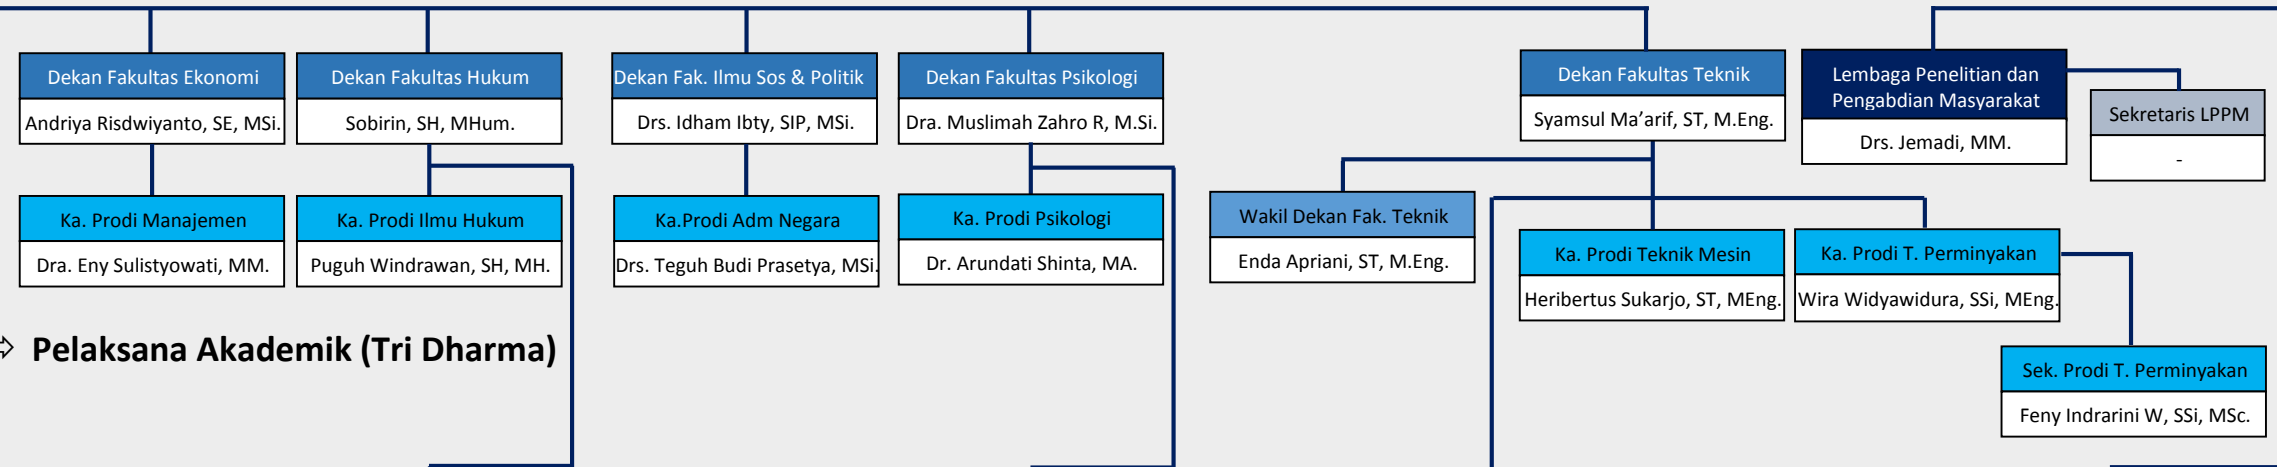 Dekan Fakultas Ekonomi
Andriya Risdwiyanto, SE, MSi.
Dekan Fakultas Hukum
Sobirin, SH, MHum.
Dekan Fak. Ilmu Sos & Politik
Drs. Idham Ibty, SIP, MSi.
Dekan Fakultas Psikologi
Dra. Muslimah Zahro R, M.Si.
Dekan Fakultas Teknik
Syamsul Ma’arif, ST, M.Eng.
Lembaga Penelitian dan
Pengabdian Masyarakat
Drs. Jemadi, MM.
Sekretaris LPPM
-
Ka. Prodi Manajemen
Dra. Eny Sulistyowati, MM.
Ka. Prodi Ilmu Hukum
Puguh Windrawan, SH, MH.
Ka.Prodi Adm Negara
Drs. Teguh Budi Prasetya, MSi.
Ka. Prodi Psikologi
Dr. Arundati Shinta, MA.
Wakil Dekan Fak. Teknik
Enda Apriani, ST, M.Eng.
Ka. Prodi Teknik Mesin
Heribertus Sukarjo, ST, MEng.
Ka. Prodi T. Perminyakan
Wira Widyawidura, SSi, MEng.
⇨ Pelaksana Akademik (Tri Dharma)
Sek. Prodi T. Perminyakan
Feny Indrarini W, SSi, MSc.